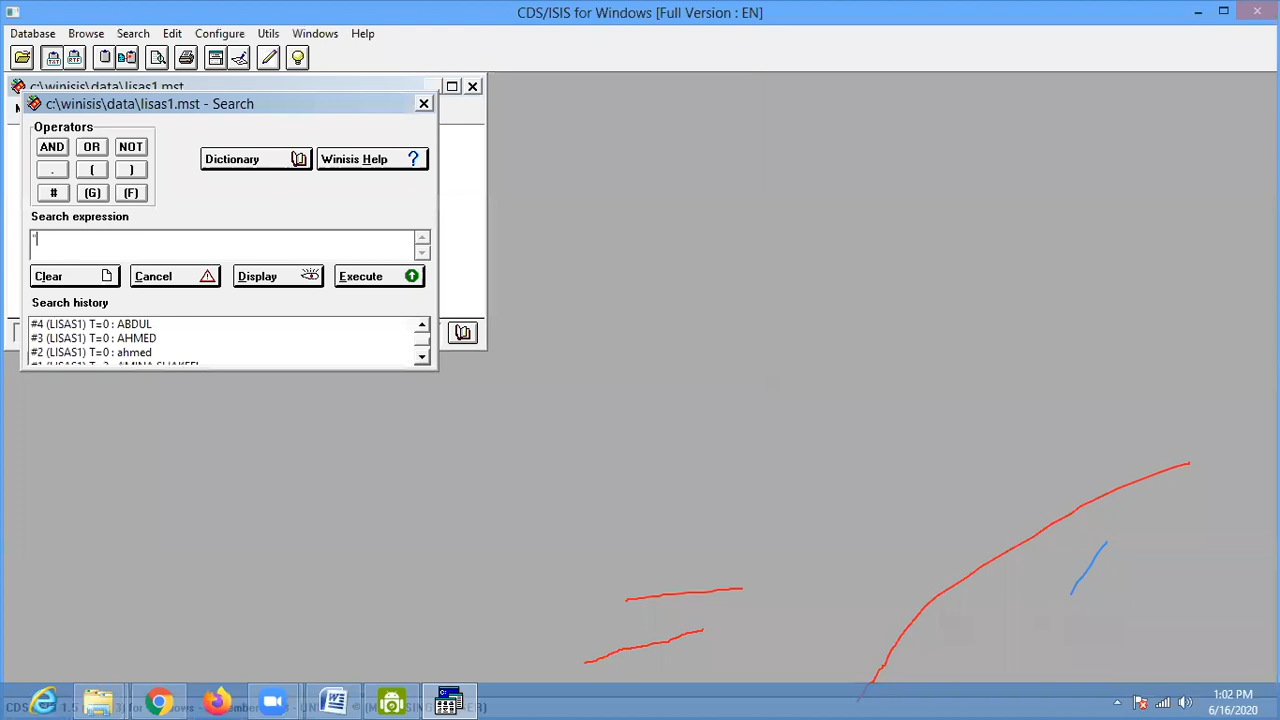 CDS/ISIS for Windows [Full Version : EN]
Database Browse Search Edit Configure Utils Windows Help
c:\winisis\data\lisas1.mst
c:\winisis\data\lisas1.mst - Search
Operators
AND OR NOT
. ( )
# (G) (F)
Dictionary
Winisis Help ?
Search expression
"
Clear Cancel Display Execute
Search history
#4 (LISAS1) T=0 : ABDUL
#3 (LISAS1) T=0 : AHMED
#2 (LISAS1) T=0 : ahmed
1:02 PM
6/16/2020